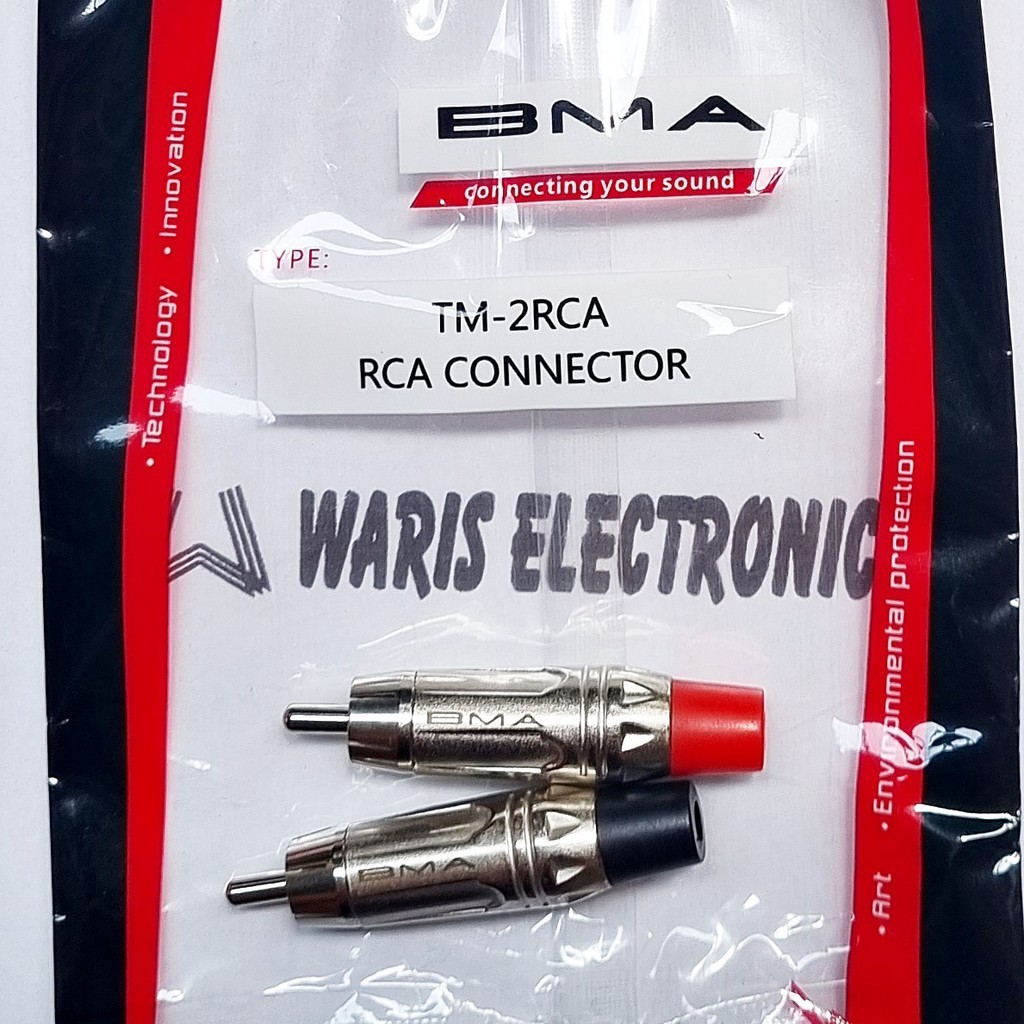 BMA
connecting your sound
TYPE:
TM-2RCA
RCA CONNECTOR
• Technology • Innovation
WARIS ELECTRONIC
• Art • Environmental protection
BMA
BMA